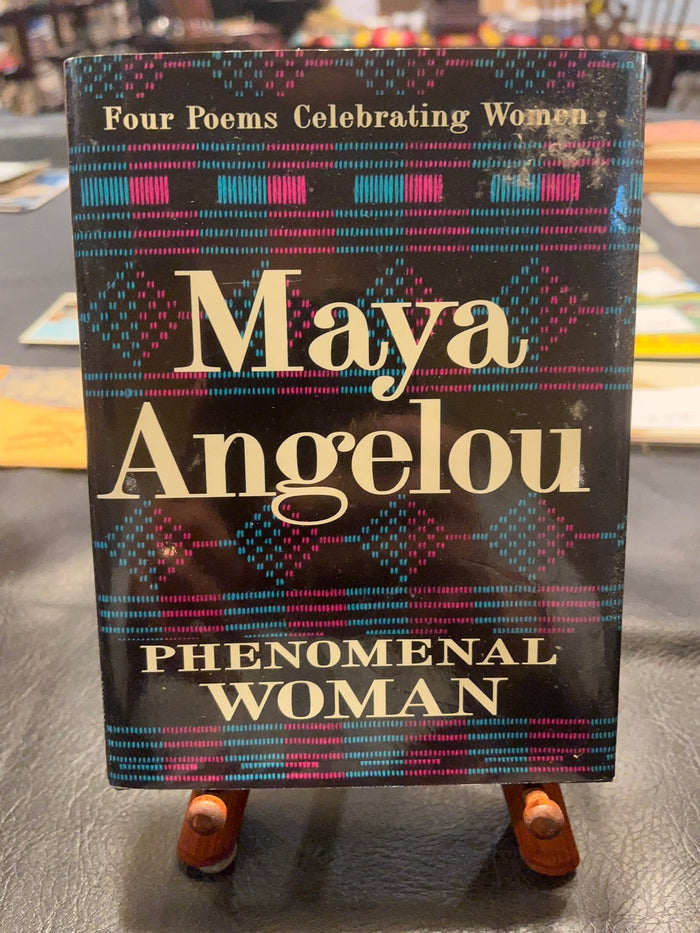 Four Poems Celebrating Women
Maya
Angelou
PHENOMENAL
WOMAN